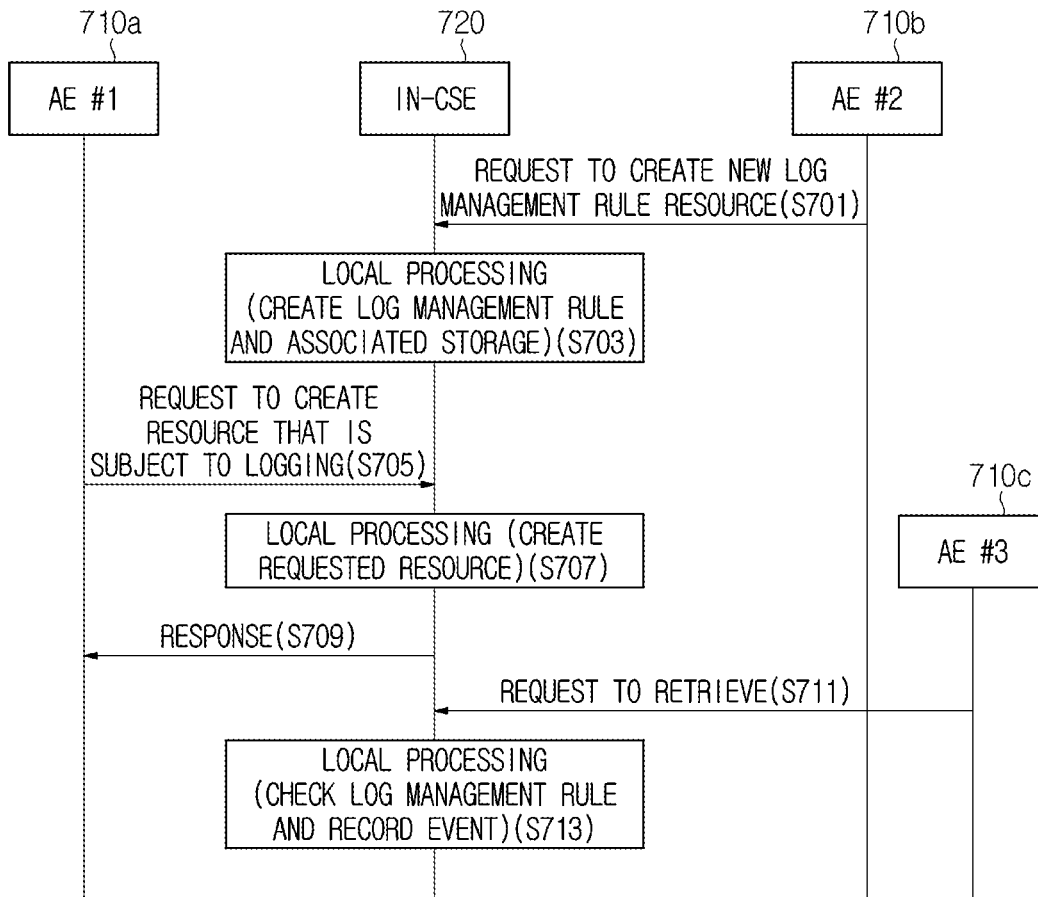 710a
720
710b
AE #1
IN-CSE
AE #2
REQUEST TO CREATE NEW LOG
MANAGEMENT RULE RESOURCE(S701)
LOCAL PROCESSING
(CREATE LOG MANAGEMENT RULE
AND ASSOCIATED STORAGE)(S703)
REQUEST TO CREATE
RESOURCE THAT IS
SUBJECT TO LOGGING(S705)
710c
AE #3
LOCAL PROCESSING (CREATE
REQUESTED RESOURCE)(S707)
RESPONSE(S709)
REQUEST TO RETRIEVE(S711)
LOCAL PROCESSING
(CHECK LOG MANAGEMENT RULE
AND RECORD EVENT)(S713)